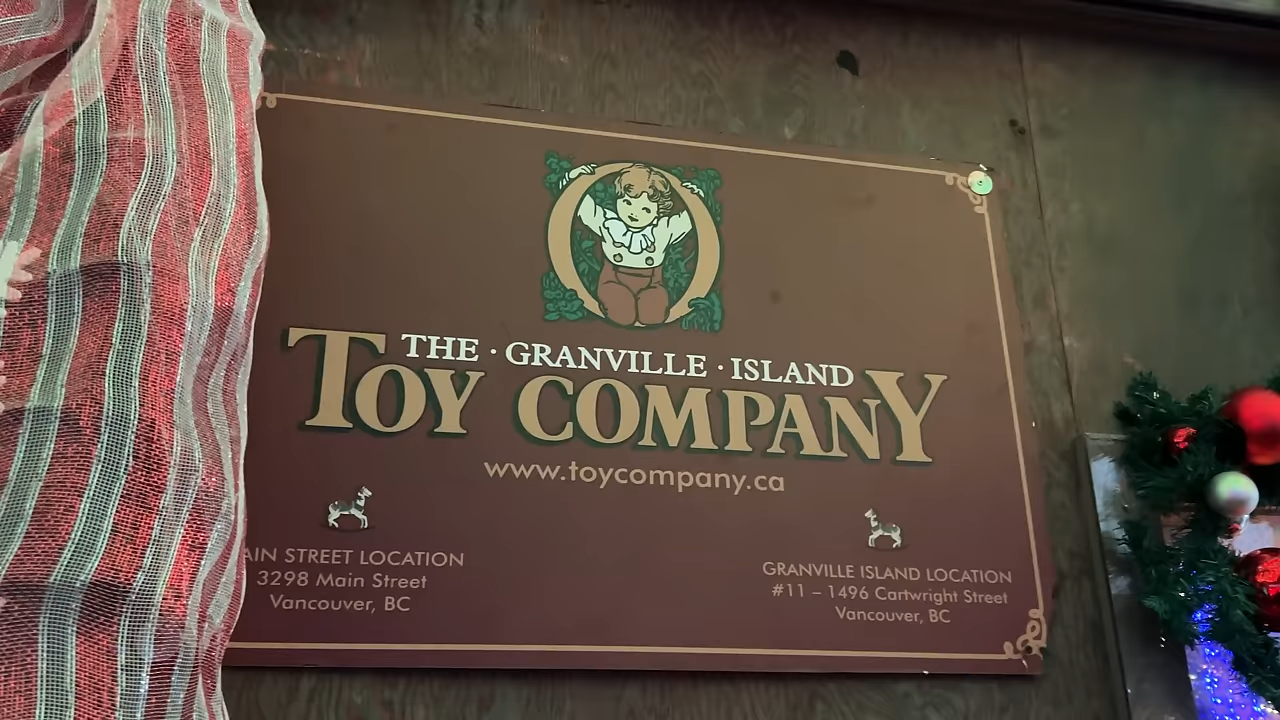 THE · GRANVILLE · ISLAND
TOY COMPANY
www.toycompany.ca
AIN STREET LOCATION
3298 Main Street
Vancouver, BC
GRANVILLE ISLAND LOCATION
#11 – 1496 Cartwright Street
Vancouver, BC